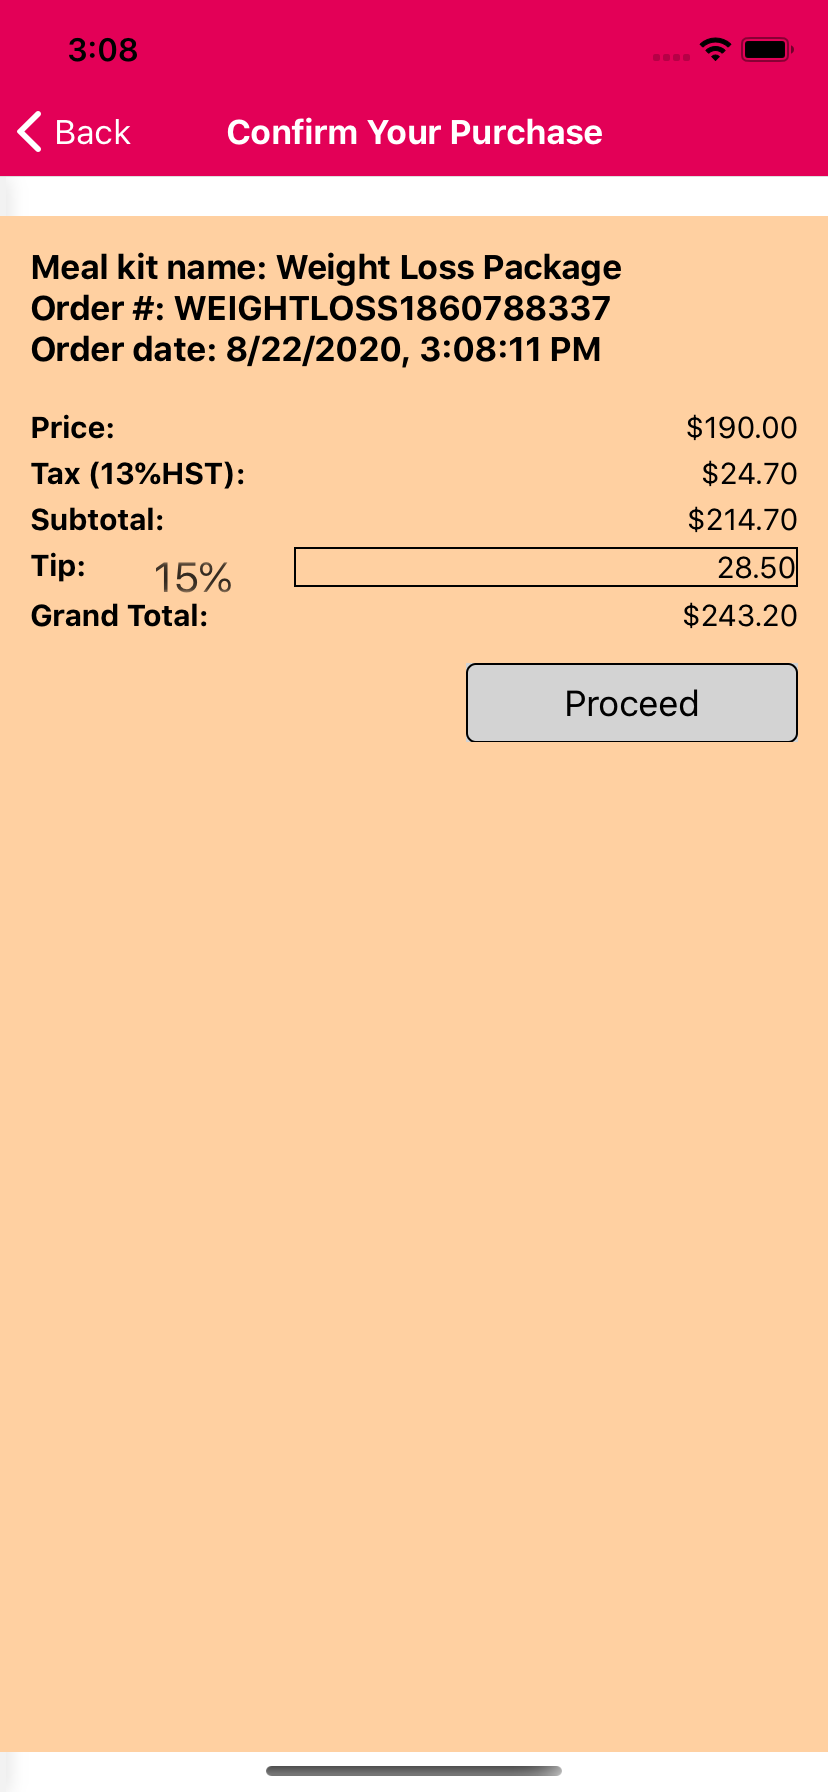 3:08
Back Confirm Your Purchase
Meal kit name: Weight Loss Package
Order #: WEIGHTLOSS1860788337
Order date: 8/22/2020, 3:08:11 PM
Price: $190.00
Tax (13%HST): $24.70
Subtotal: $214.70
Tip: 15% 28.50
Grand Total: $243.20
Proceed